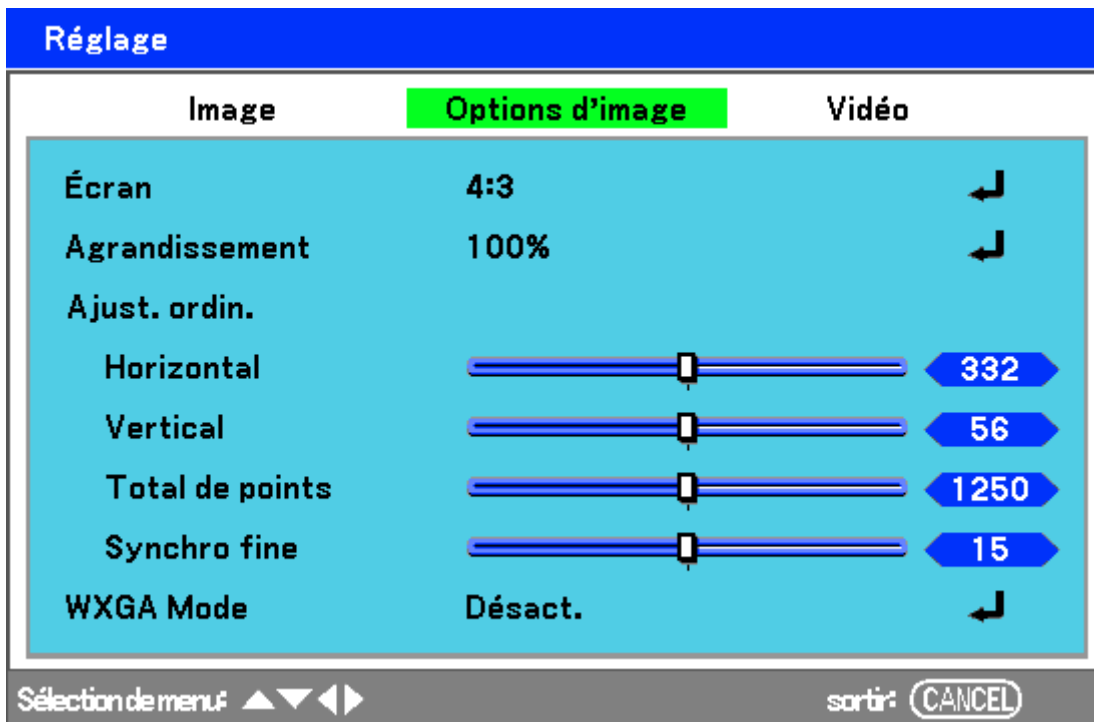 Réglage
Image Options d'image Vidéo
Écran 4:3
Agrandissement 100%
Ajust. ordin.
Horizontal 332
Vertical 56
Total de points 1250
Synchro fine 15
WXGA Mode Désact.
Sélection de menu: sortir: CANCEL